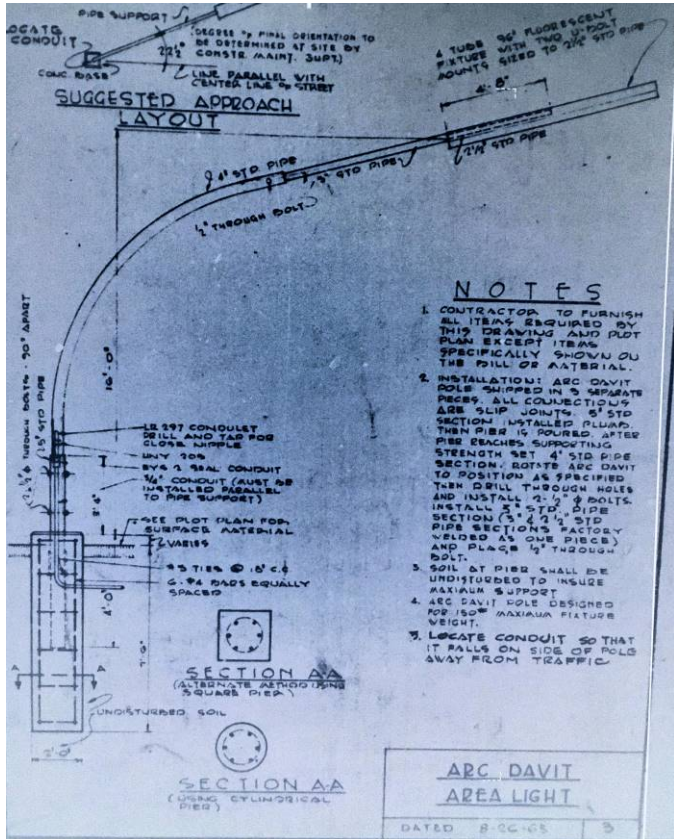 PIPE SUPPORT
LOCATE
CONDUIT
CONC. BASE
22½°
(DEGREE OF FINAL ORIENTATION TO
BE DETERMINED AT SITE BY
CONSTR. MAINT. SUPT.)
LINE PARALLEL WITH
CENTER LINE OF STREET
SUGGESTED APPROACH
LAYOUT
4 TUBE 96" FLUORESCENT
FIXTURE WITH TWO U-BOLT
MOUNTS SIZED TO 2½" STD PIPE
4'-8"
2½" STD PIPE
4" STD PIPE
3" STD PIPE
½" THROUGH BOLT
16'-0"
2-½" ϕ THROUGH BOLTS - 90° APART
5" STD PIPE
LB 297 CONDULET
DRILL AND TAP FOR
CLOSE NIPPLE
UNY 205
EYS 2 SEAL CONDUIT
¾" CONDUIT (MUST BE
INSTALLED PARALLEL
TO PIPE SUPPORT)
2'-6"
SEE PLOT PLAN FOR
SURFACE MATERIAL
VARIES
#3 TIES @ 18" C.C.
6 - #4 BARS EQUALLY
SPACED
4'-0"
7'-0"
A
A
UNDISTURBED SOIL
2'-0"
SECTION AA
(ALTERNATE METHOD USING
SQUARE PIER)
SECTION A-A
(USING CYLINDRICAL
PIER)
NOTES
1. CONTRACTOR TO FURNISH
ALL ITEMS REQUIRED BY
THIS DRAWING AND PLOT
PLAN EXCEPT ITEMS
SPECIFICALLY SHOWN ON
THE BILL OF MATERIAL.
2. INSTALLATION: ARC DAVIT
POLE SHIPPED IN 3 SEPARATE
PIECES. ALL CONNECTIONS
ARE SLIP JOINTS. 5" STD
SECTION INSTALLED PLUMB,
THEN PIER IS POURED. AFTER
PIER REACHES SUPPORTING
STRENGTH SET 4" STD PIPE
SECTION. ROTATE ARC DAVIT
TO POSITION AS SPECIFIED
THEN DRILL THROUGH HOLES
AND INSTALL 2-½" ϕ BOLTS.
INSTALL 3" STD. PIPE
SECTION (3" & 2½" STD
PIPE SECTIONS FACTORY
WELDED AS ONE PIECE)
AND PLACE ½" THROUGH
BOLT.
3. SOIL AT PIER SHALL BE
UNDISTURBED TO INSURE
MAXIMUM SUPPORT
4. ARC DAVIT POLE DESIGNED
FOR 150# MAXIMUM FIXTURE
WEIGHT.
5. LOCATE CONDUIT SO THAT
IT FALLS ON SIDE OF POLE
AWAY FROM TRAFFIC
ARC DAVIT
AREA LIGHT
DATED 8-26-63
3